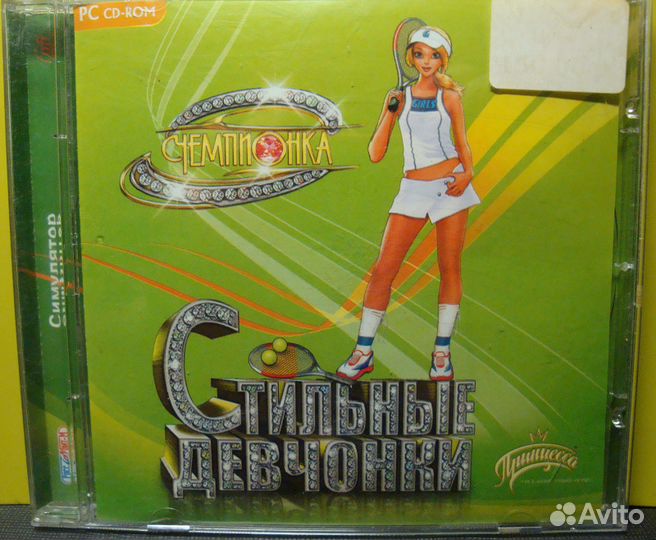 PC CD-ROM
ЧЕМПИОНКА
GIRLS
Симулятор
СТИЛЬНЫЕ
ДЕВЧОНКИ
Принцесса
Avito